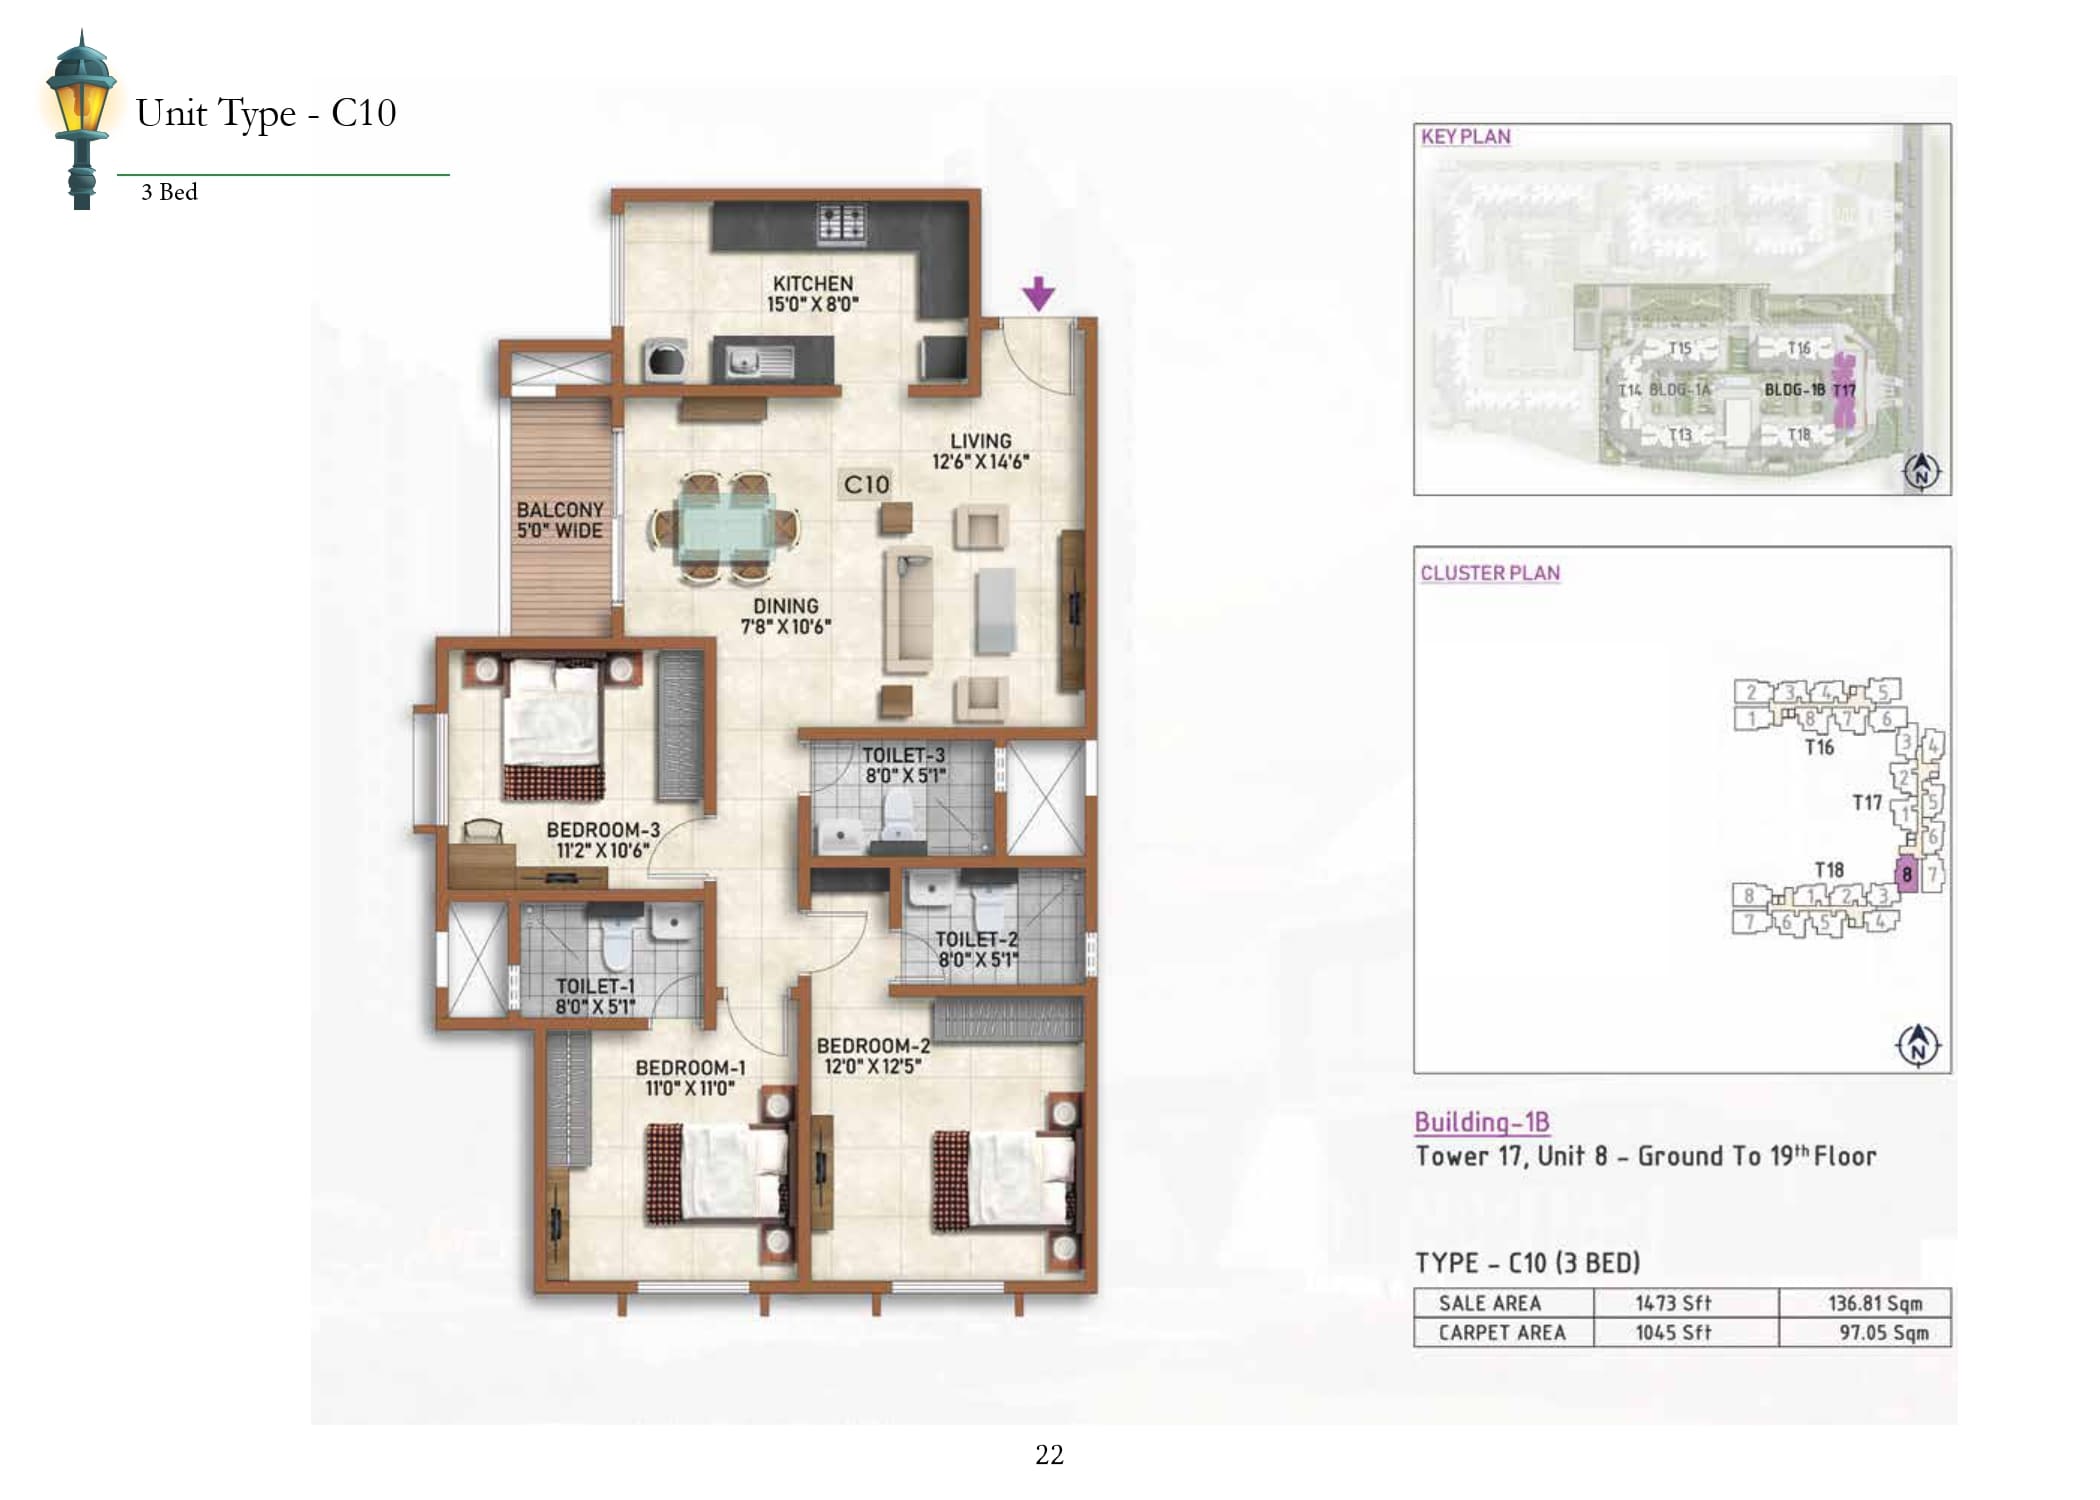 Unit Type - C10
3 Bed
KITCHEN
15'0" X 8'0"
LIVING
12'6" X 14'6"
C10
BALCONY
5'0" WIDE
DINING
7'8" X 10'6"
TOILET-3
8'0" X 5'1"
BEDROOM-3
11'2" X 10'6"
TOILET-2
8'0" X 5'1"
TOILET-1
8'0" X 5'1"
BEDROOM-2
12'0" X 12'5"
BEDROOM-1
11'0" X 11'0"
KEY PLAN
T15 T16
T14 BLDG-1A BLDG-1B T17
T13 T18
N
CLUSTER PLAN
2 3 4 5
1 8 7 6
T16
3 4
2
T17
1 5
6
T18
8 7
8 1 2 3
7 6 5 4
N
Building-1B
Tower 17, Unit 8 - Ground To 19th Floor
TYPE - C10 (3 BED)
SALE AREA 1473 Sft 136.81 Sqm
CARPET AREA 1045 Sft 97.05 Sqm
22